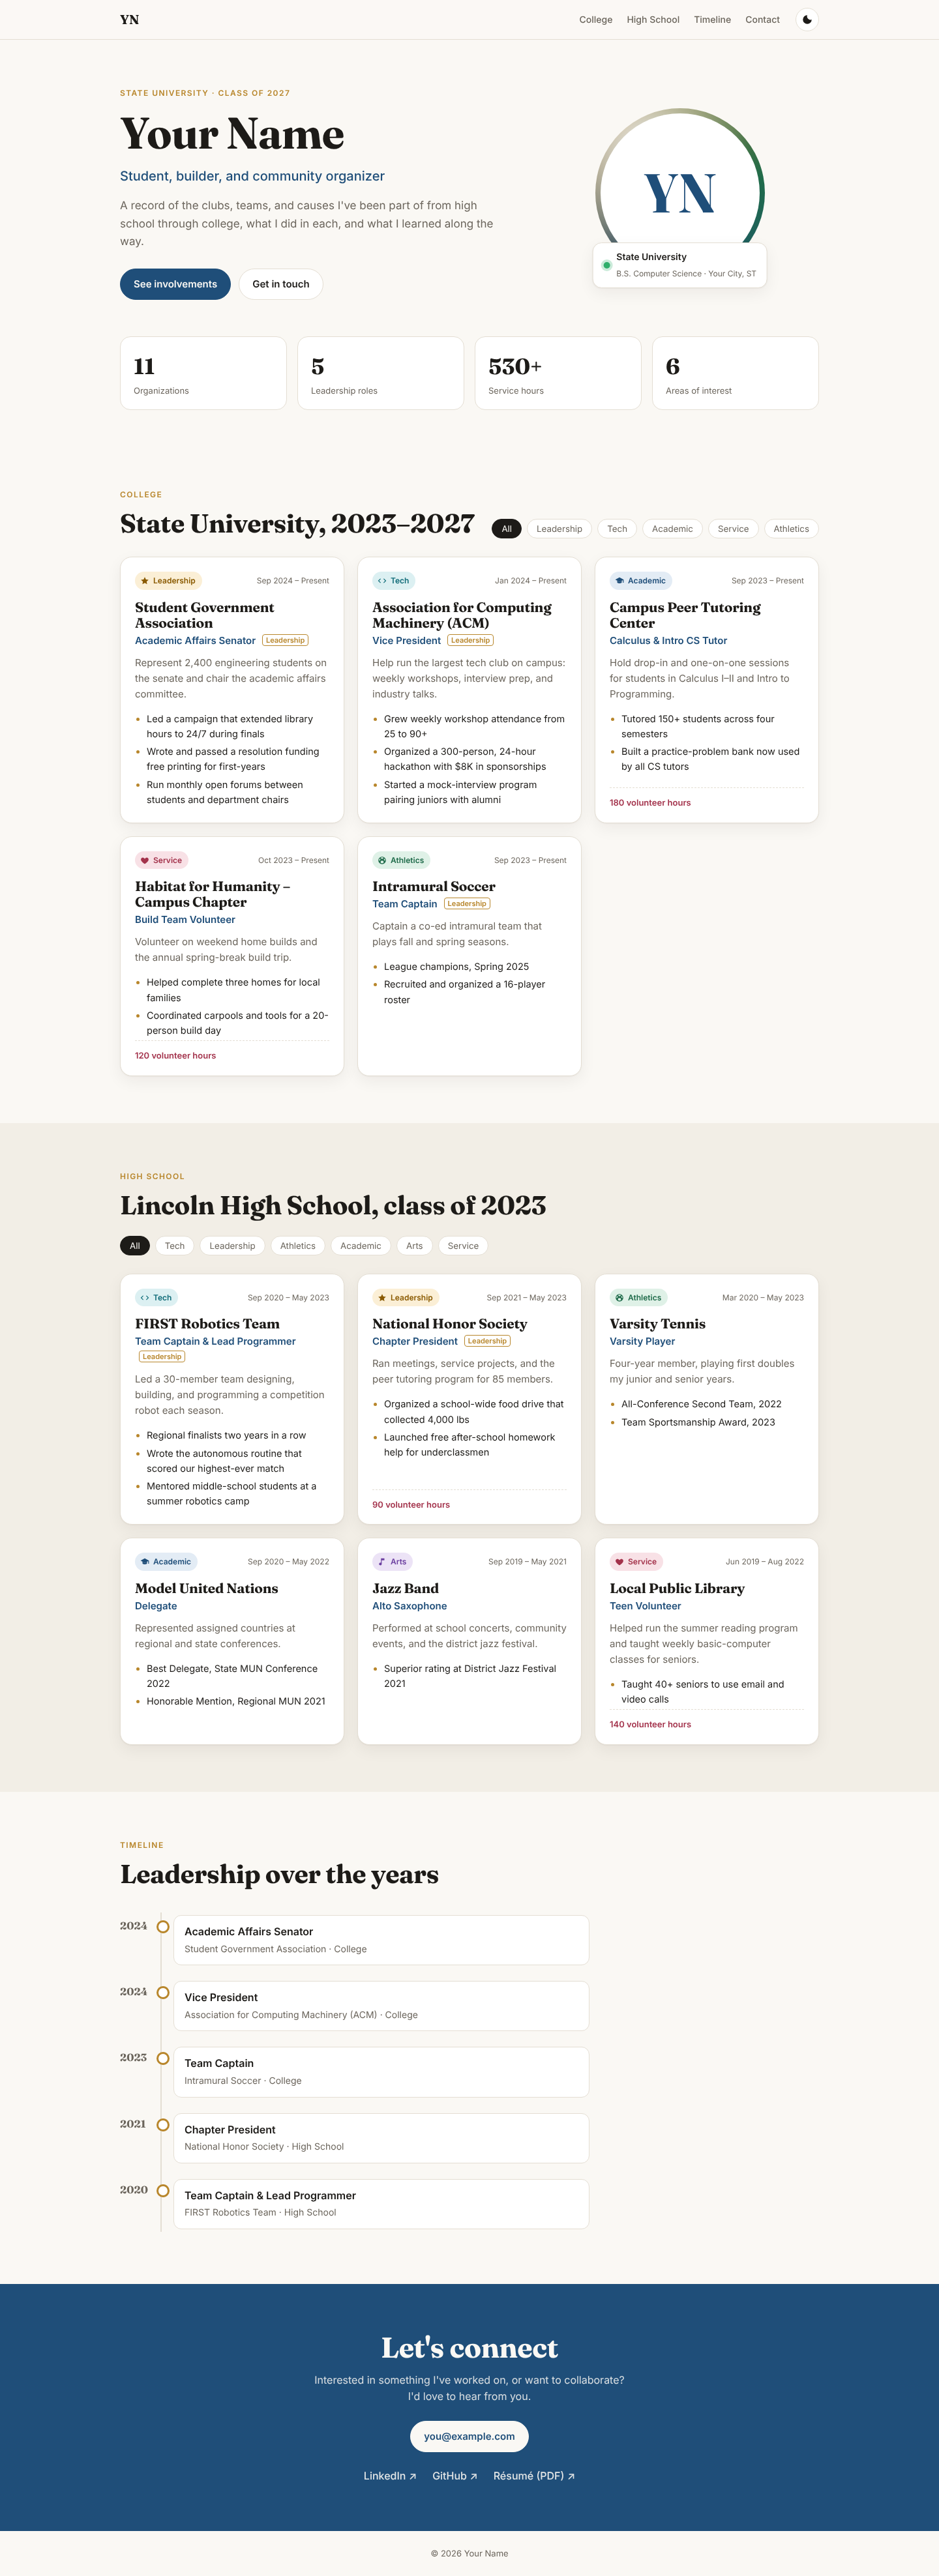 YN
College High School Timeline Contact
STATE UNIVERSITY · CLASS OF 2027
Your Name
Student, builder, and community organizer
A record of the clubs, teams, and causes I've been part of from high
school through college, what I did in each, and what I learned along the
way.
See involvements Get in touch
YN
State University
B.S. Computer Science · Your City, ST
11
Organizations
5
Leadership roles
530+
Service hours
6
Areas of interest
COLLEGE
State University, 2023–2027
All Leadership Tech Academic Service Athletics
Leadership Sep 2024 – Present
Student Government
Association
Academic Affairs Senator Leadership
Represent 2,400 engineering students on
the senate and chair the academic affairs
committee.
• Led a campaign that extended library
hours to 24/7 during finals
• Wrote and passed a resolution funding
free printing for first-years
• Run monthly open forums between
students and department chairs
Tech Jan 2024 – Present
Association for Computing
Machinery (ACM)
Vice President Leadership
Help run the largest tech club on campus:
weekly workshops, interview prep, and
industry talks.
• Grew weekly workshop attendance from
25 to 90+
• Organized a 300-person, 24-hour
hackathon with $8K in sponsorships
• Started a mock-interview program
pairing juniors with alumni
Academic Sep 2023 – Present
Campus Peer Tutoring
Center
Calculus & Intro CS Tutor
Hold drop-in and one-on-one sessions
for students in Calculus I–II and Intro to
Programming.
• Tutored 150+ students across four
semesters
• Built a practice-problem bank now used
by all CS tutors
180 volunteer hours
Service Oct 2023 – Present
Habitat for Humanity –
Campus Chapter
Build Team Volunteer
Volunteer on weekend home builds and
the annual spring-break build trip.
• Helped complete three homes for local
families
• Coordinated carpools and tools for a 20-
person build day
120 volunteer hours
Athletics Sep 2023 – Present
Intramural Soccer
Team Captain Leadership
Captain a co-ed intramural team that
plays fall and spring seasons.
• League champions, Spring 2025
• Recruited and organized a 16-player
roster
HIGH SCHOOL
Lincoln High School, class of 2023
All Tech Leadership Athletics Academic Arts Service
Tech Sep 2020 – May 2023
FIRST Robotics Team
Team Captain & Lead Programmer
Leadership
Led a 30-member team designing,
building, and programming a competition
robot each season.
• Regional finalists two years in a row
• Wrote the autonomous routine that
scored our highest-ever match
• Mentored middle-school students at a
summer robotics camp
Leadership Sep 2021 – May 2023
National Honor Society
Chapter President Leadership
Ran meetings, service projects, and the
peer tutoring program for 85 members.
• Organized a school-wide food drive that
collected 4,000 lbs
• Launched free after-school homework
help for underclassmen
90 volunteer hours
Athletics Mar 2020 – May 2023
Varsity Tennis
Varsity Player
Four-year member, playing first doubles
my junior and senior years.
• All-Conference Second Team, 2022
• Team Sportsmanship Award, 2023
Academic Sep 2020 – May 2022
Model United Nations
Delegate
Represented assigned countries at
regional and state conferences.
• Best Delegate, State MUN Conference
2022
• Honorable Mention, Regional MUN 2021
Arts Sep 2019 – May 2021
Jazz Band
Alto Saxophone
Performed at school concerts, community
events, and the district jazz festival.
• Superior rating at District Jazz Festival
2021
Service Jun 2019 – Aug 2022
Local Public Library
Teen Volunteer
Helped run the summer reading program
and taught weekly basic-computer
classes for seniors.
• Taught 40+ seniors to use email and
video calls
140 volunteer hours
TIMELINE
Leadership over the years
2024
Academic Affairs Senator
Student Government Association · College
2024
Vice President
Association for Computing Machinery (ACM) · College
2023
Team Captain
Intramural Soccer · College
2021
Chapter President
National Honor Society · High School
2020
Team Captain & Lead Programmer
FIRST Robotics Team · High School
Let's connect
Interested in something I've worked on, or want to collaborate?
I'd love to hear from you.
you@example.com
LinkedIn ↗ GitHub ↗ Résumé (PDF) ↗
© 2026 Your Name